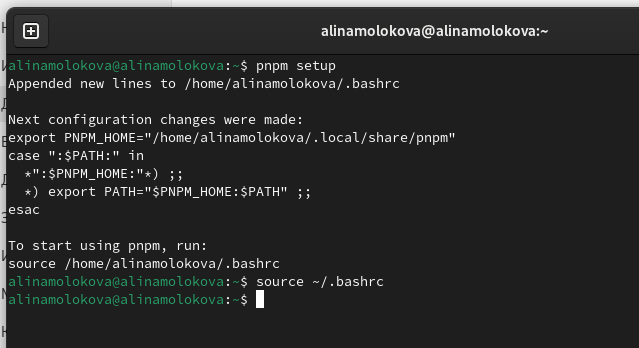 alinamolokova@alinamolokova:~
alinamolokova@alinamolokova:~$ pnpm setup
Appended new lines to /home/alinamolokova/.bashrc

Next configuration changes were made:
export PNPM_HOME="/home/alinamolokova/.local/share/pnpm"
case ":$PATH:" in
  *":$PNPM_HOME:"*) ;;
  *) export PATH="$PNPM_HOME:$PATH" ;;
esac

To start using pnpm, run:
source /home/alinamolokova/.bashrc
alinamolokova@alinamolokova:~$ source ~/.bashrc
alinamolokova@alinamolokova:~$